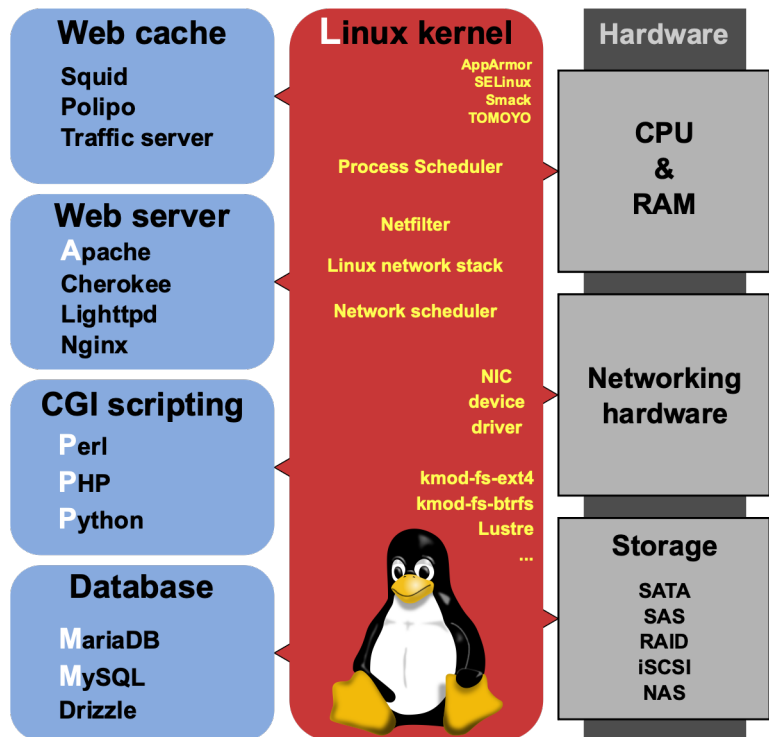 Web cache
Squid
Polipo
Traffic server
Web server
Apache
Cherokee
Lighttpd
Nginx
CGI scripting
Perl
PHP
Python
Database
MariaDB
MySQL
Drizzle
Linux kernel
AppArmor
SELinux
Smack
TOMOYO
Process Scheduler
Netfilter
Linux network stack
Network scheduler
NIC
device
driver
kmod-fs-ext4
kmod-fs-btrfs
Lustre
...
Hardware
CPU
&
RAM
Networking
hardware
Storage
SATA
SAS
RAID
iSCSI
NAS